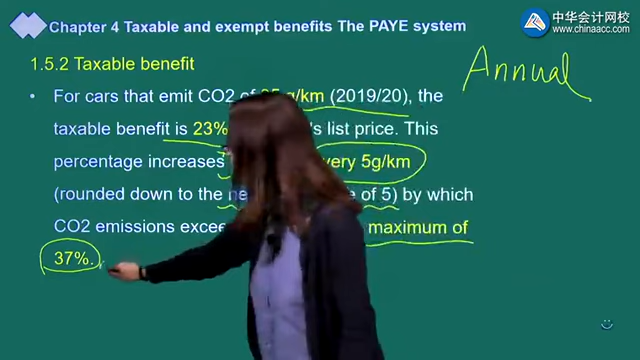 Chapter 4 Taxable and exempt benefits The PAYE system
中华会计网校
www.chinaacc.com
1.5.2 Taxable benefit
Annual
• For cars that emit CO2 of 95 g/km (2019/20), the
taxable benefit is 23% list price. This
percentage increases every 5g/km
(rounded down to the of 5) by which
CO2 emissions maximum of
37%.